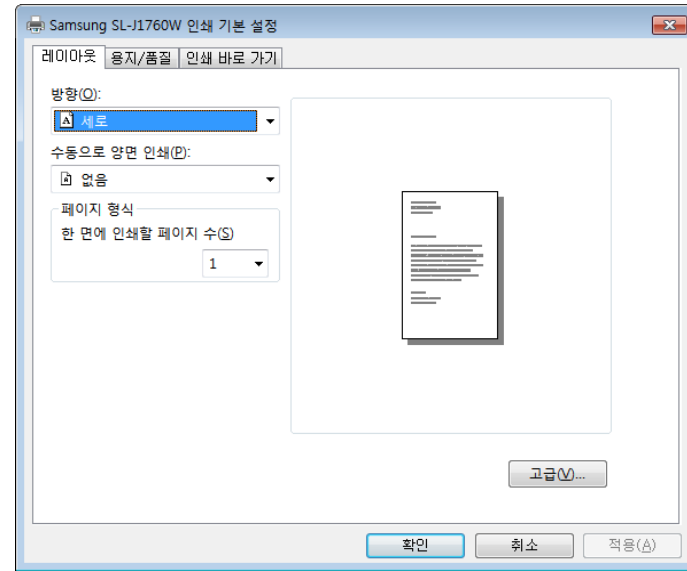 Samsung SL-J1760W 인쇄 기본 설정
레이아웃 용지/품질 인쇄 바로 가기
방향(O):
A 세로
수동으로 양면 인쇄(P):
없음
페이지 형식
한 면에 인쇄할 페이지 수(S)
1
고급(V)...
확인 취소 적용(A)